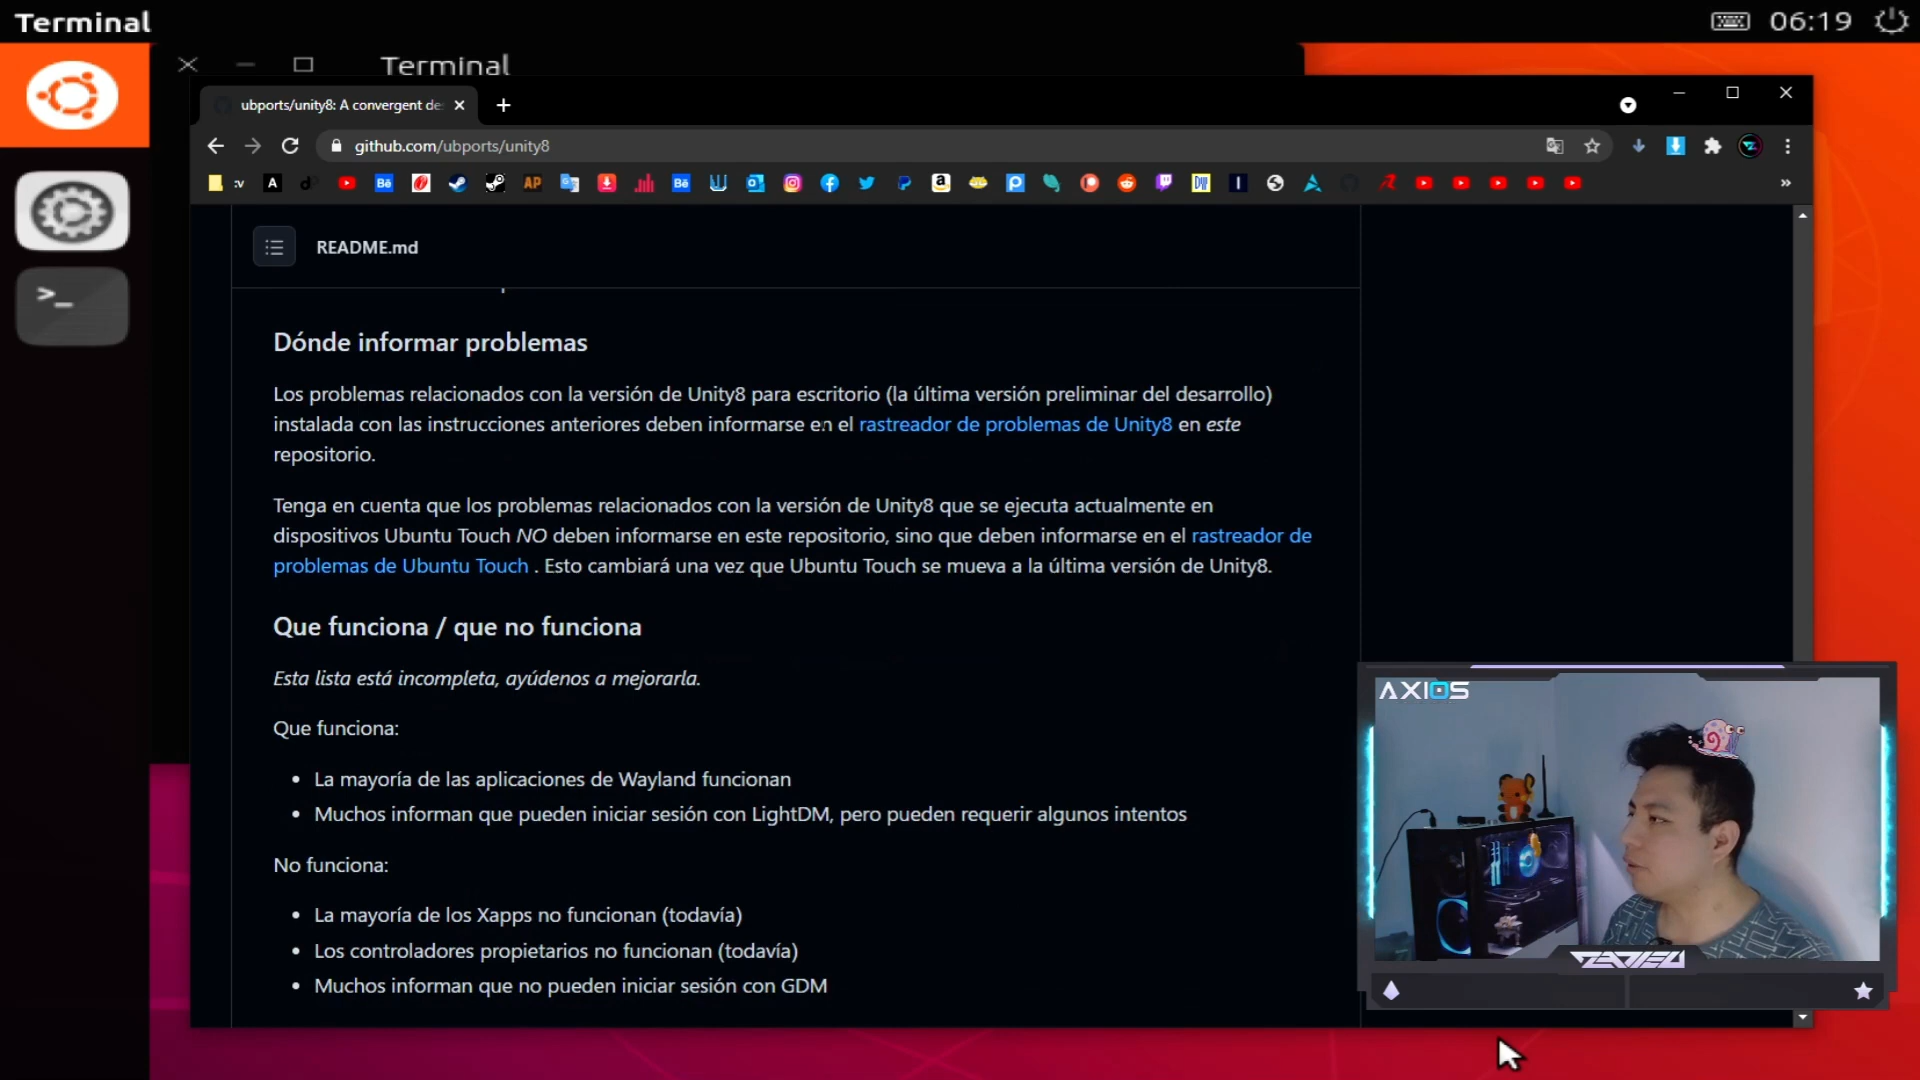 Terminal
06:19
Terminal
ubports/unity8: A convergent de
github.com/ubports/unity8
:v
A
Bē
AP
Bē
a
DW
I
»
README.md
Dónde informar problemas
Los problemas relacionados con la versión de Unity8 para escritorio (la última versión preliminar del desarrollo)
instalada con las instrucciones anteriores deben informarse en el rastreador de problemas de Unity8 en este
repositorio.
Tenga en cuenta que los problemas relacionados con la versión de Unity8 que se ejecuta actualmente en
dispositivos Ubuntu Touch NO deben informarse en este repositorio, sino que deben informarse en el rastreador de
problemas de Ubuntu Touch . Esto cambiará una vez que Ubuntu Touch se mueva a la última versión de Unity8.
Que funciona / que no funciona
Esta lista está incompleta, ayúdenos a mejorarla.
Que funciona:
La mayoría de las aplicaciones de Wayland funcionan
Muchos informan que pueden iniciar sesión con LightDM, pero pueden requerir algunos intentos
No funciona:
La mayoría de los Xapps no funcionan (todavía)
Los controladores propietarios no funcionan (todavía)
Muchos informan que no pueden iniciar sesión con GDM
AXIOS